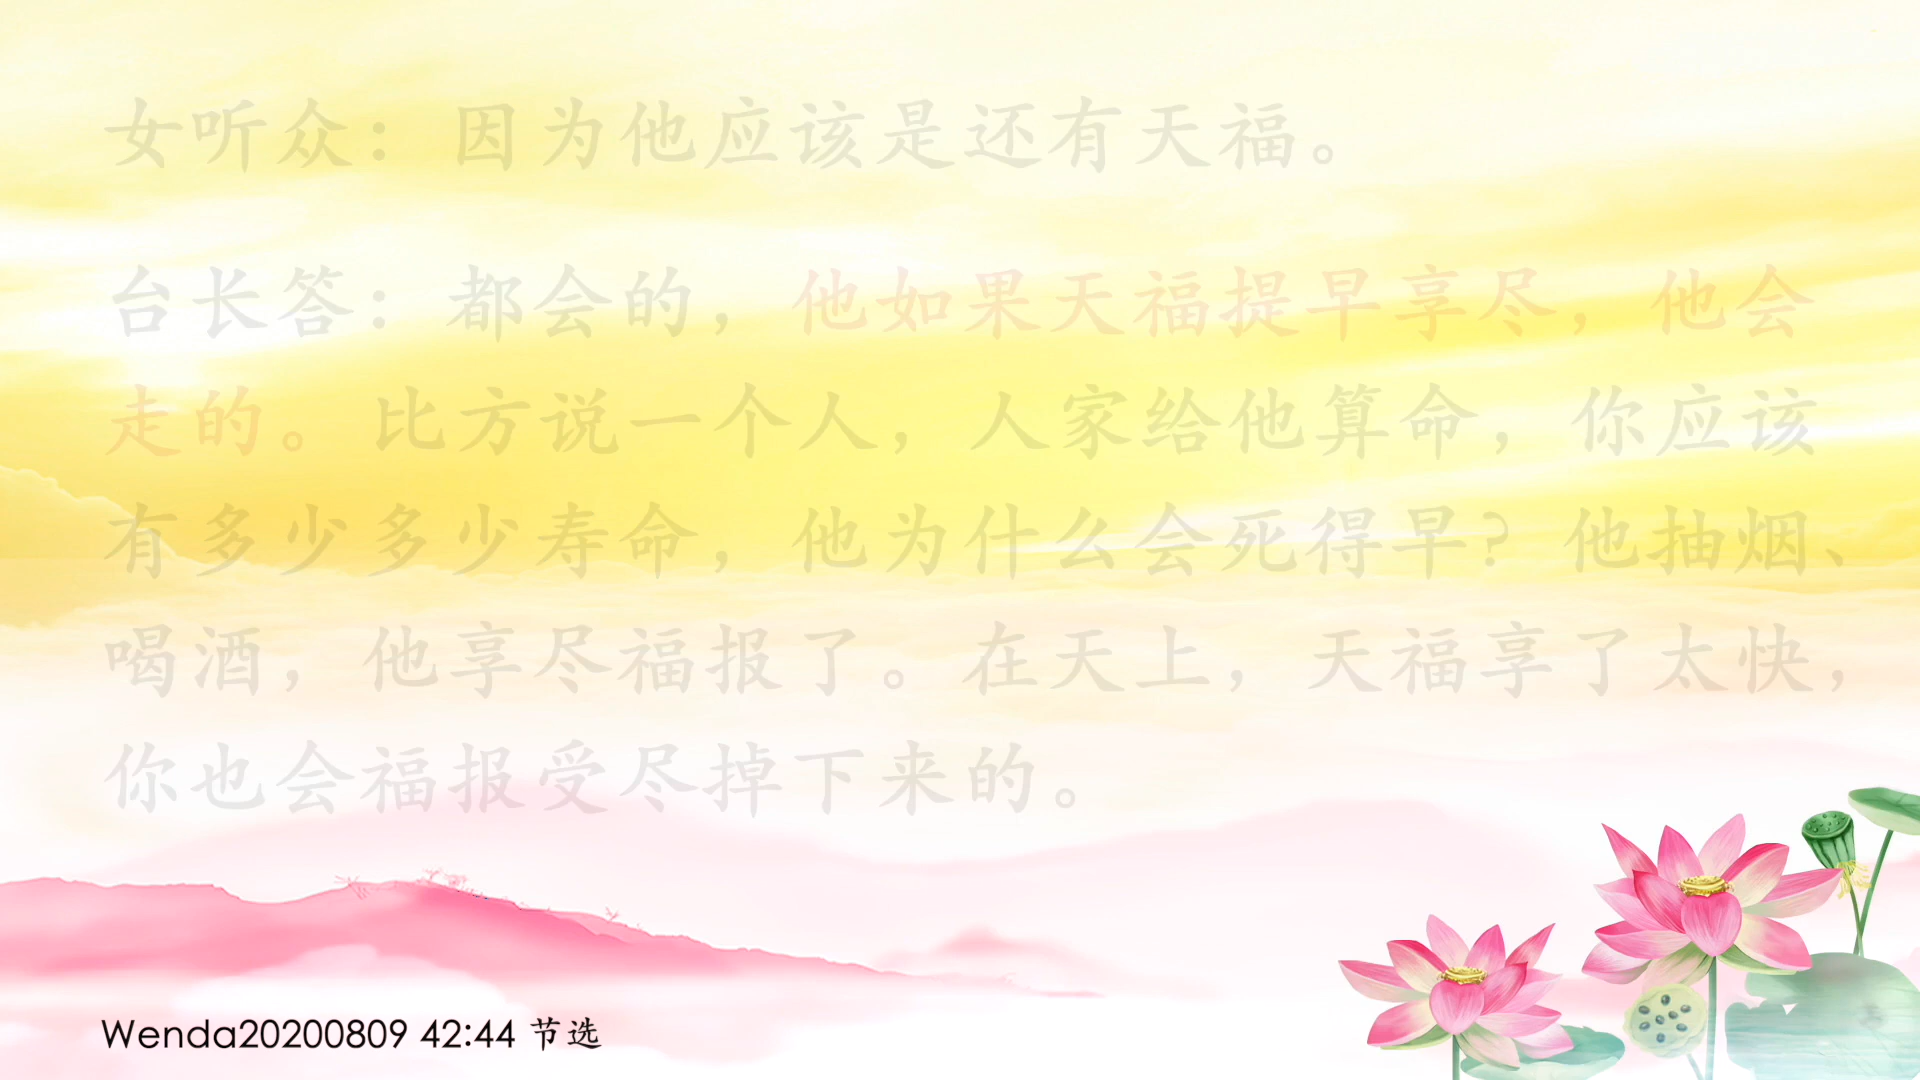 女听众：因为他应该是还有天福。
台长答：都会的，他如果天福提早享尽，他会
走的。比方说一个人，人家给他算命，你应该
有多少多少寿命，他为什么会死得早？他抽烟、
喝酒，他享尽福报了。在天上，天福享了太快，
你也会福报受尽掉下来的。
Wenda20200809 42:44 节选